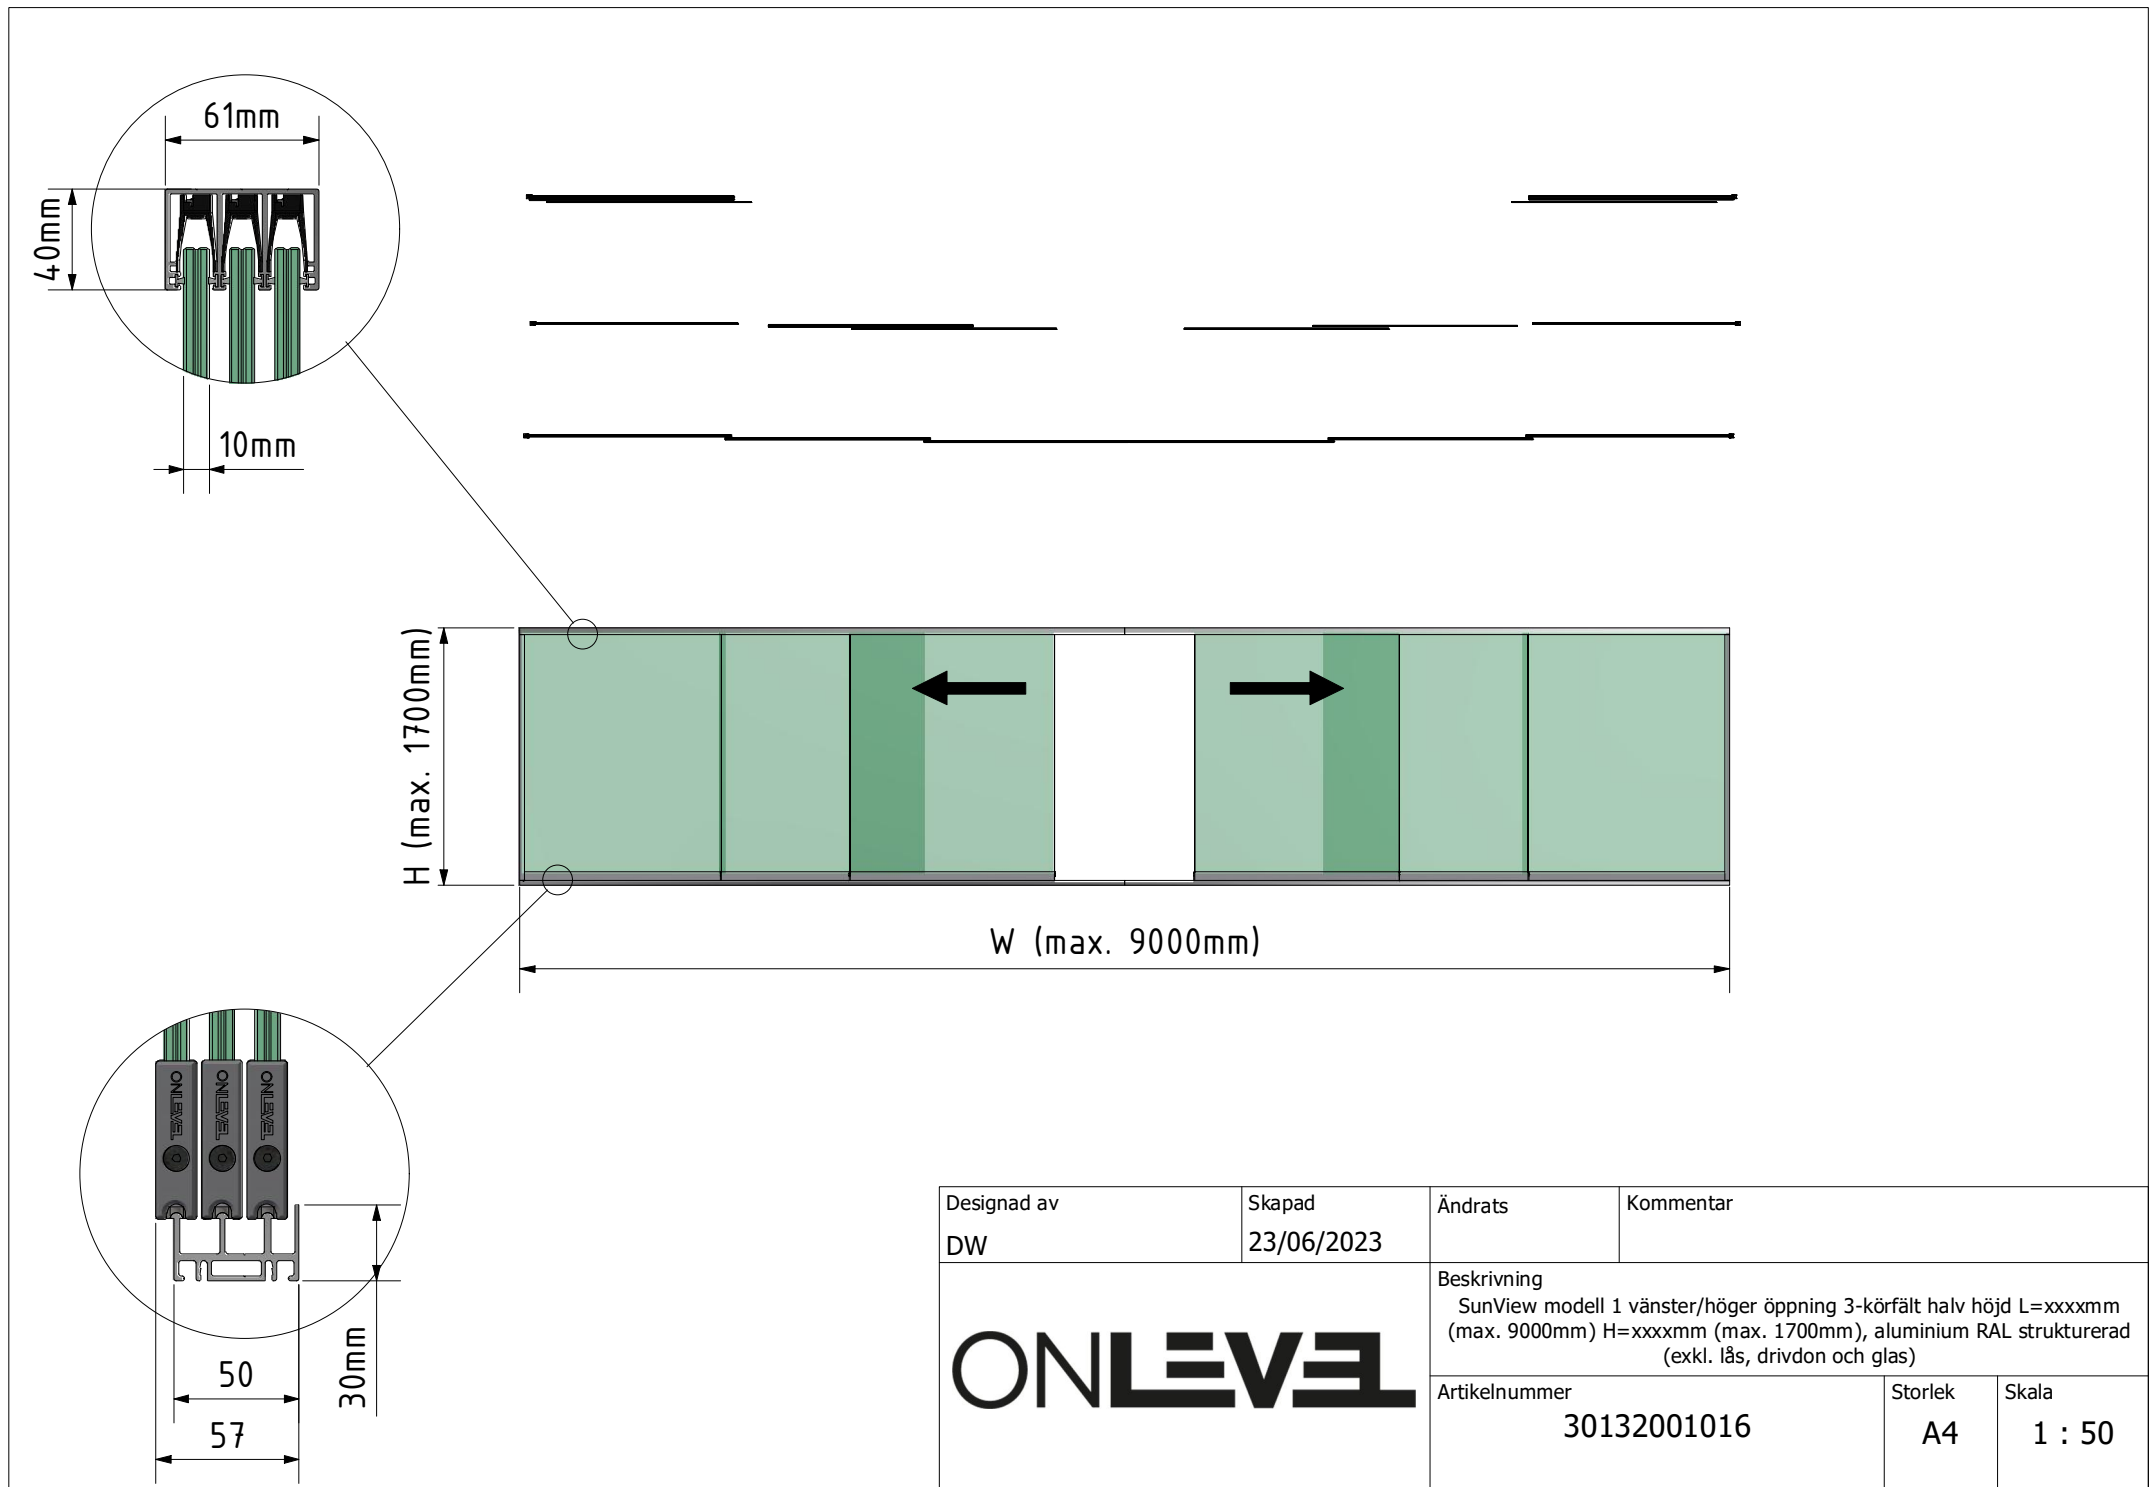 61mm
40mm
10mm
H (max. 1700mm)
W (max. 9000mm)
ONLEVEL
ONLEVEL
ONLEVEL
30mm
50
57
Designad av
DW
Skapad
23/06/2023
Ändrats
Kommentar
ONLEVEL
Beskrivning
SunView modell 1 vänster/höger öppning 3-körfält halv höjd L=xxxxmm
(max. 9000mm) H=xxxxmm (max. 1700mm), aluminium RAL strukturerad
(exkl. lås, drivdon och glas)
Artikelnummer
30132001016
Storlek
A4
Skala
1 : 50